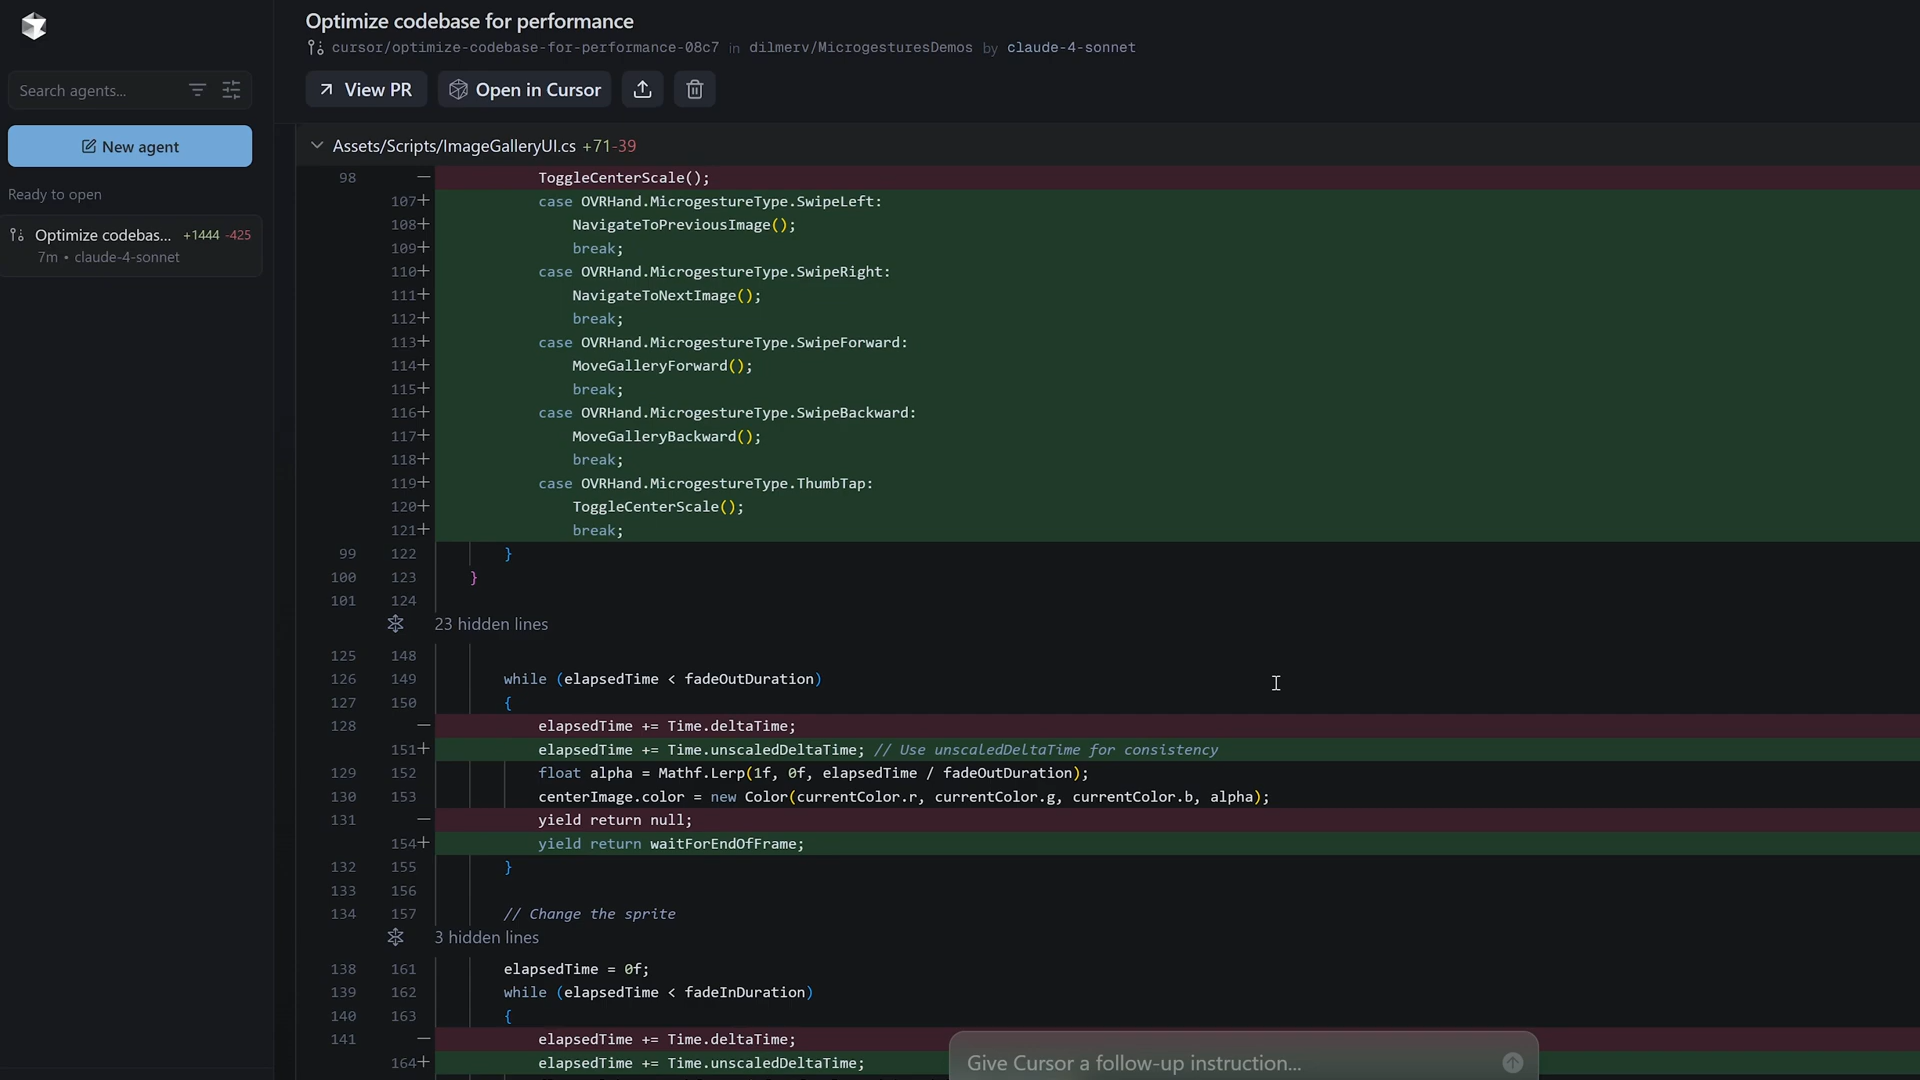 Optimize codebase for performance
cursor/optimize-codebase-for-performance-08c7 in dilmerv/MicrogesturesDemos by claude-4-sonnet
Search agents...
View PR
Open in Cursor
New agent
Ready to open
Optimize codebas... +1444 -425
7m • claude-4-sonnet
Assets/Scripts/ImageGalleryUI.cs +71-39
98 — ToggleCenterScale();
107+ case OVRHand.MicrogestureType.SwipeLeft:
108+ NavigateToPreviousImage();
109+ break;
110+ case OVRHand.MicrogestureType.SwipeRight:
111+ NavigateToNextImage();
112+ break;
113+ case OVRHand.MicrogestureType.SwipeForward:
114+ MoveGalleryForward();
115+ break;
116+ case OVRHand.MicrogestureType.SwipeBackward:
117+ MoveGalleryBackward();
118+ break;
119+ case OVRHand.MicrogestureType.ThumbTap:
120+ ToggleCenterScale();
121+ break;
99 122 }
100 123 }
101 124
23 hidden lines
125 148
126 149 while (elapsedTime < fadeOutDuration)
127 150 {
128 — elapsedTime += Time.deltaTime;
151+ elapsedTime += Time.unscaledDeltaTime; // Use unscaledDeltaTime for consistency
129 152 float alpha = Mathf.Lerp(1f, 0f, elapsedTime / fadeOutDuration);
130 153 centerImage.color = new Color(currentColor.r, currentColor.g, currentColor.b, alpha);
131 — yield return null;
154+ yield return waitForEndOfFrame;
132 155 }
133 156
134 157 // Change the sprite
3 hidden lines
138 161 elapsedTime = 0f;
139 162 while (elapsedTime < fadeInDuration)
140 163 {
141 — elapsedTime += Time.deltaTime;
164+ elapsedTime += Time.unscaledDeltaTime;
Give Cursor a follow-up instruction...